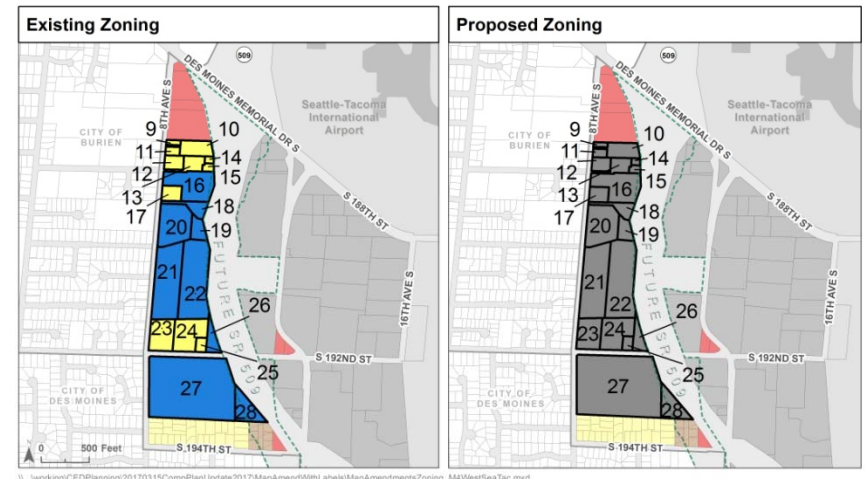 Existing Zoning
509
DES MOINES MEMORIAL DR S
8TH AVE S
Seattle-Tacoma
International
Airport
CITY OF
BURIEN
9
10
11
12
14
15
16
13
17
18
19
20
S 188TH ST
21
22
FUTURE SR 509
16TH AVE S
23
24
26
S 192ND ST
25
27
28
CITY OF
DES MOINES
0 500 Feet
S 194TH ST
Proposed Zoning
509
DES MOINES MEMORIAL DR S
8TH AVE S
Seattle-Tacoma
International
Airport
CITY OF
BURIEN
9
10
11
12
14
15
16
13
17
18
19
20
S 188TH ST
21
22
FUTURE SR 509
16TH AVE S
23
24
26
S 192ND ST
25
27
28
CITY OF
DES MOINES
S 194TH ST